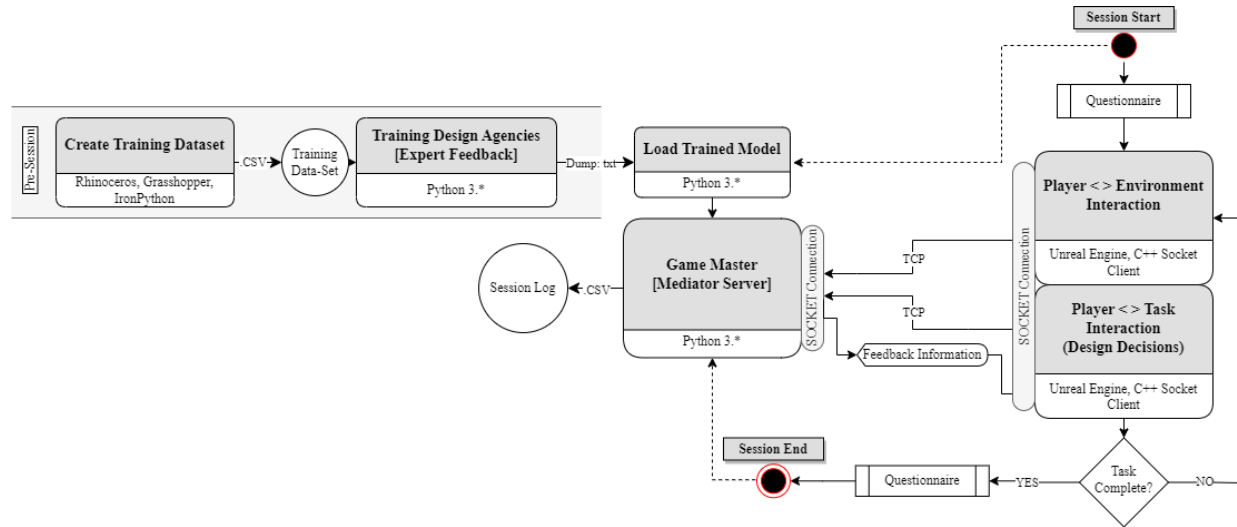 Session Start
Questionnaire
Pre-Session
Create Training Dataset
Rhinoceros, Grasshopper,
IronPython
.CSV
Training
Data-Set
Training Design Agencies
[Expert Feedback]
Python 3.*
Dump: txt
Load Trained Model
Python 3.*
Player < > Environment
Interaction
Unreal Engine, C++ Socket
Client
SOCKET Connection
Game Master
[Mediator Server]
Python 3.*
SOCKET Connection
TCP
TCP
Session Log
.CSV
Player < > Task
Interaction
(Design Decisions)
Unreal Engine, C++ Socket
Client
Feedback Information
Session End
Questionnaire
YES
Task
Complete?
NO